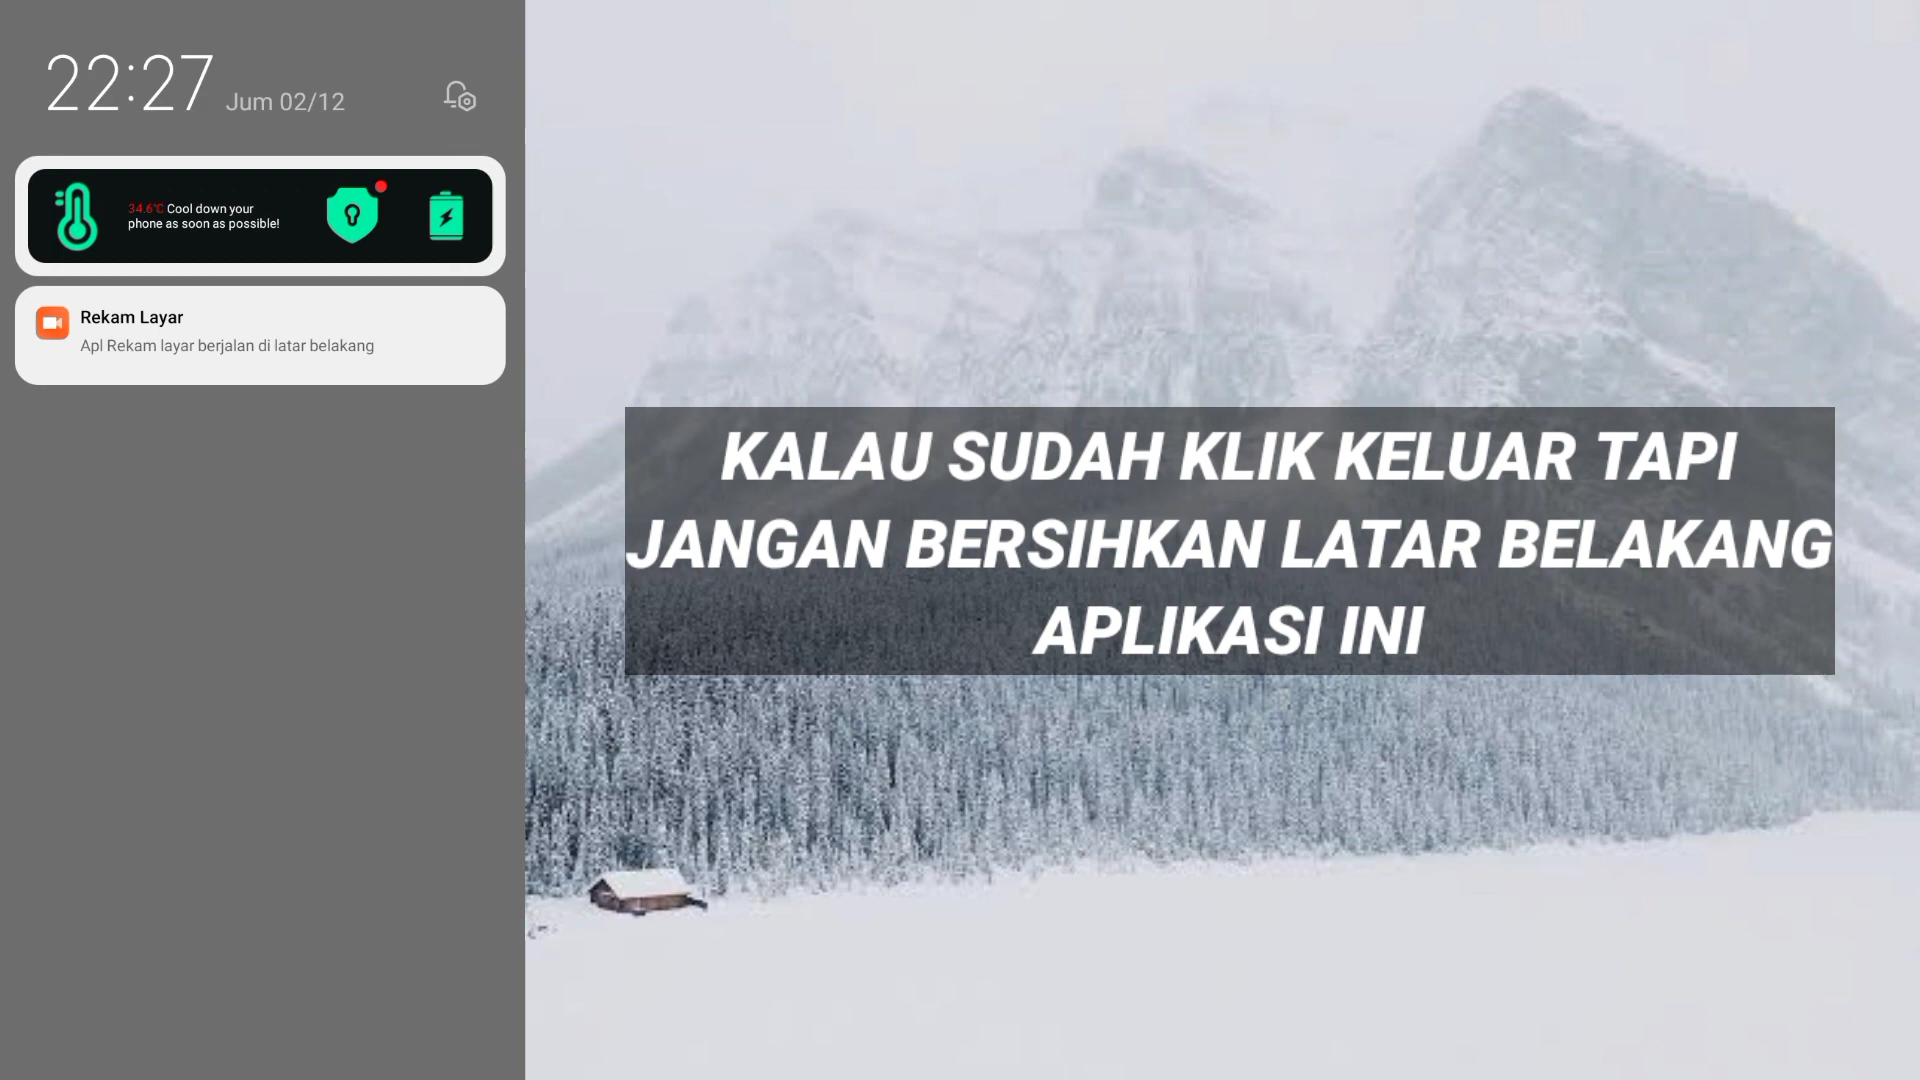 22:27 Jum 02/12
34.6°C Cool down your
phone as soon as possible!
Rekam Layar
Apl Rekam layar berjalan di latar belakang
KALAU SUDAH KLIK KELUAR TAPI
JANGAN BERSIHKAN LATAR BELAKANG
APLIKASI INI